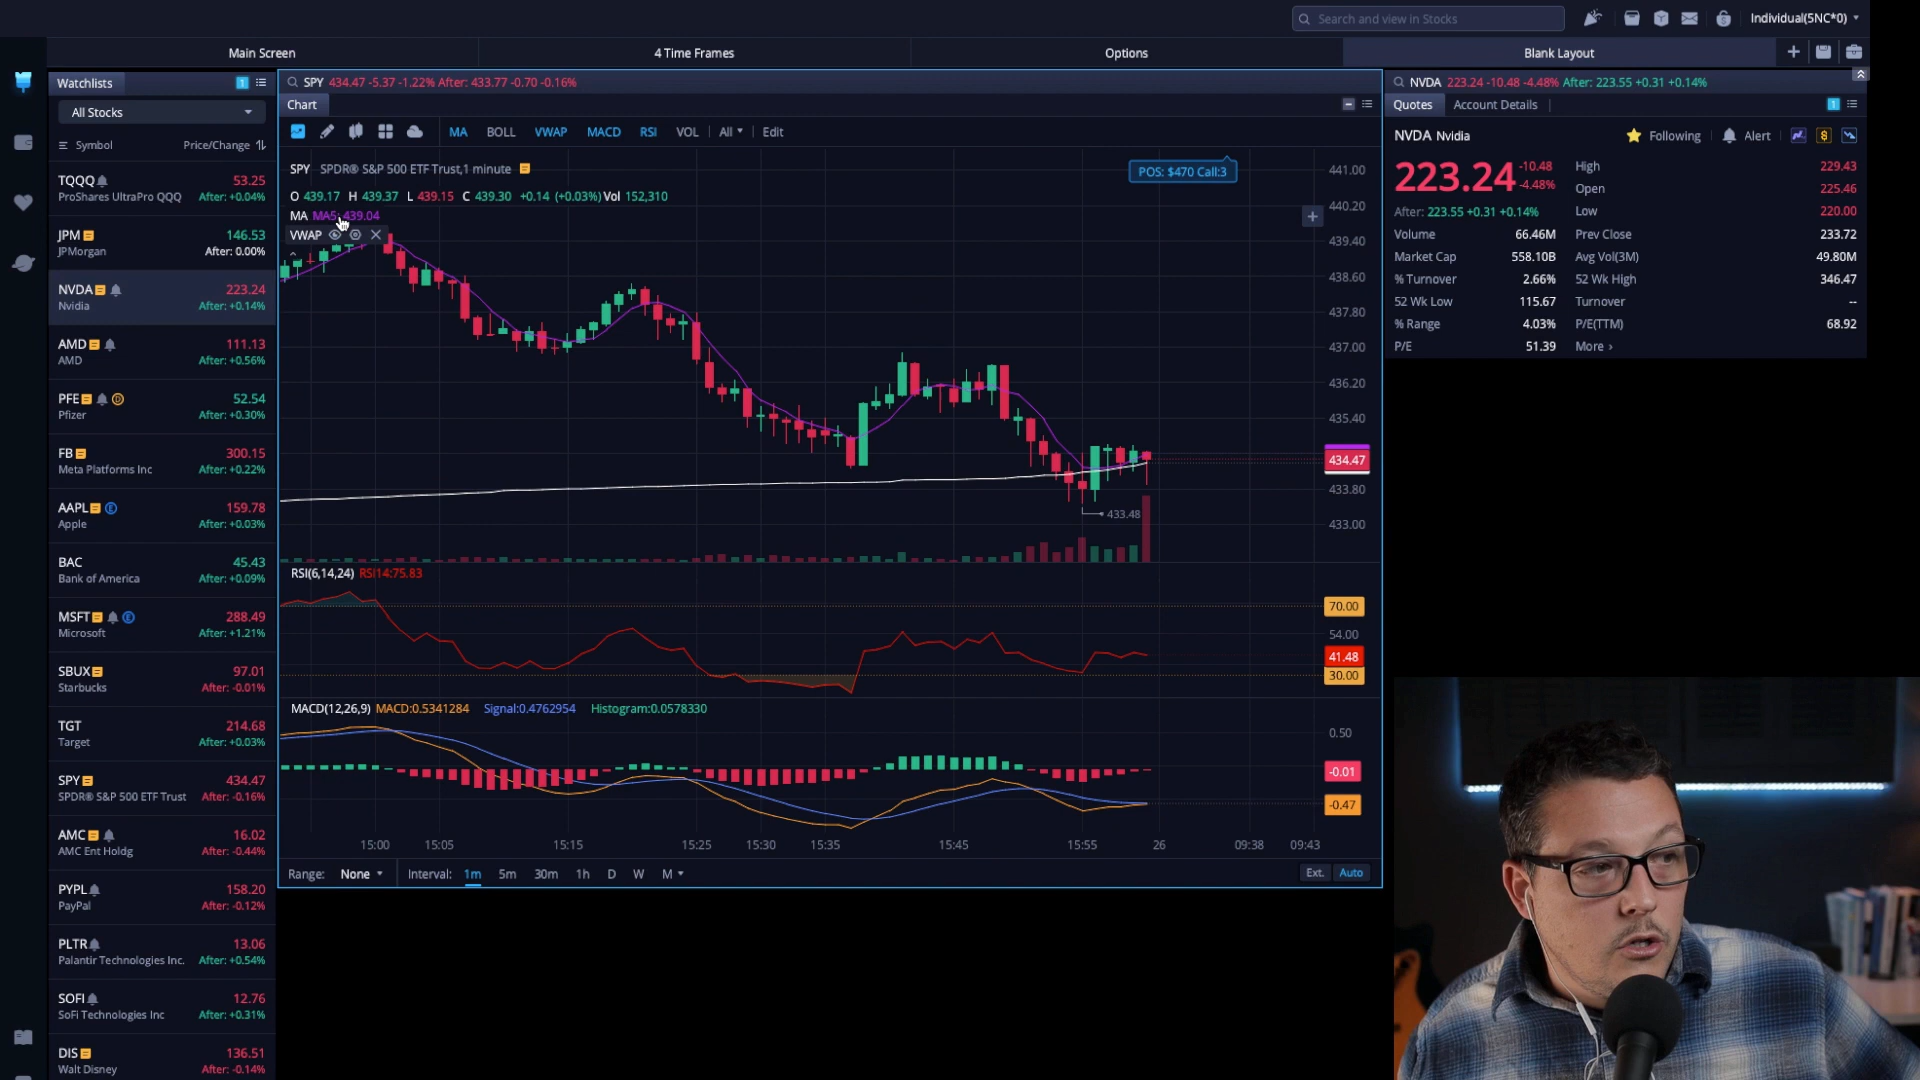 Search and view in Stocks
Individual(5NC*0)
Main Screen
4 Time Frames
Options
Blank Layout
Watchlists
1
All Stocks
Symbol
Price/Change
TQQQ 53.25
ProShares UltraPro QQQ After: +0.04%
JPM 146.53
JPMorgan After: 0.00%
NVDA 223.24
Nvidia After: +0.14%
AMD 111.13
AMD After: +0.56%
PFE D 52.54
Pfizer After: +0.30%
FB 300.15
Meta Platforms Inc After: +0.22%
AAPL E 159.78
Apple After: +0.03%
BAC 45.43
Bank of America After: +0.09%
MSFT E 288.49
Microsoft After: +1.21%
SBUX 97.01
Starbucks After: -0.01%
TGT 214.68
Target After: +0.03%
SPY 434.47
SPDR® S&P 500 ETF Trust After: -0.16%
AMC 16.02
AMC Ent Holdg After: -0.44%
PYPL 158.20
PayPal After: -0.12%
PLTR 13.06
Palantir Technologies Inc. After: +0.54%
SOFI 12.76
SoFi Technologies Inc After: +0.31%
DIS 136.51
Walt Disney After: -0.14%
SPY 434.47 -5.37 -1.22% After: 433.77 -0.70 -0.16%
Chart
MA BOLL VWAP MACD RSI VOL All Edit
SPY SPDR® S&P 500 ETF Trust,1 minute
POS: $470 Call:3
O 439.17 H 439.37 L 439.15 C 439.30 +0.14 (+0.03%) Vol 152,310
MA MA5: 439.04
VWAP
441.00
440.20
439.40
438.60
437.80
437.00
436.20
435.40
434.47
433.80
433.00
433.48
RSI(6,14,24) RSI14:75.83
70.00
54.00
41.48
30.00
MACD(12,26,9) MACD:0.5341284 Signal:0.4762954 Histogram:0.0578330
0.50
-0.01
-0.47
15:00 15:05 15:15 15:25 15:30 15:35 15:45 15:55 26 09:38 09:43
Range: None Interval: 1m 5m 30m 1h D W M Ext. Auto
NVDA 223.24 -10.48 -4.48% After: 223.55 +0.31 +0.14%
Quotes Account Details
1
NVDA Nvidia Following Alert $
223.24 -10.48
-4.48%
After: 223.55 +0.31 +0.14%
High 229.43
Open 225.46
Low 220.00
Volume 66.46M Prev Close 233.72
Market Cap 558.10B Avg Vol(3M) 49.80M
% Turnover 2.66% 52 Wk High 346.47
52 Wk Low 115.67 Turnover --
% Range 4.03% P/E(TTM) 68.92
P/E 51.39 More ›